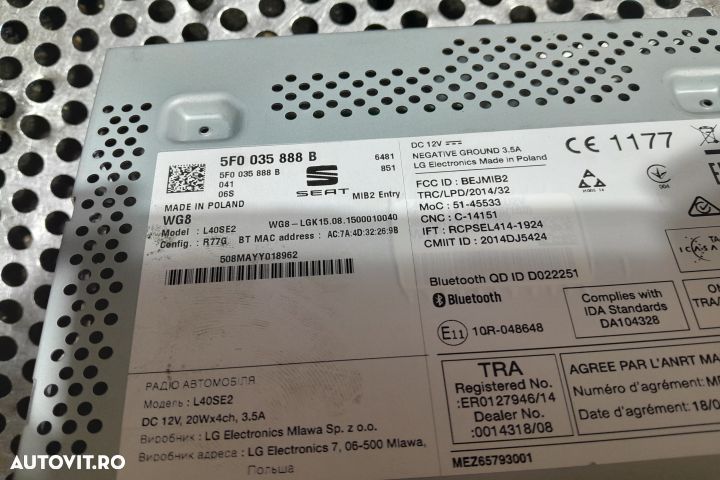 5F0 035 888 B
5F0 035 888 B
041
06S
6481
851
SEAT
MIB2 Entry
MADE IN POLAND
WG8
WG8-LGK15.08.1500010040
Model : L40SE2
Config. : R77G BT MAC address : AC:7A:4D:32:26:9B
508MAYY018962
DC 12V
NEGATIVE GROUND 3.5A
LG Electronics Made in Poland
CE 1177
FCC ID : BEJMIB2
TRC/LPD/2014/32
MoC : 51-45533
CNC : C-14151
IFT : RCPSEL414-1924
CMIIT ID : 2014DJ5424
ICASA
TA
Bluetooth QD ID D022251
Bluetooth
E11 10R-048648
Complies with
IDA Standards
DA104328
TRA
TRA
Registered No.
:ER0127946/14
Dealer No.
:0014318/08
AGREE PAR L'ANRT MA
Numéro d'agrément: M
Date d'agrément: 18/0
РАДІО АВТОМОБІЛЯ
Модель : L40SE2
DC 12V, 20Wx4ch, 3.5A
Виробник : LG Electronics Mlawa Sp. z o.o.
Виробник адреса : LG Electronics 7, 06-500 Mlawa,
Польша
MEZ65793001
AUTOVIT.RO